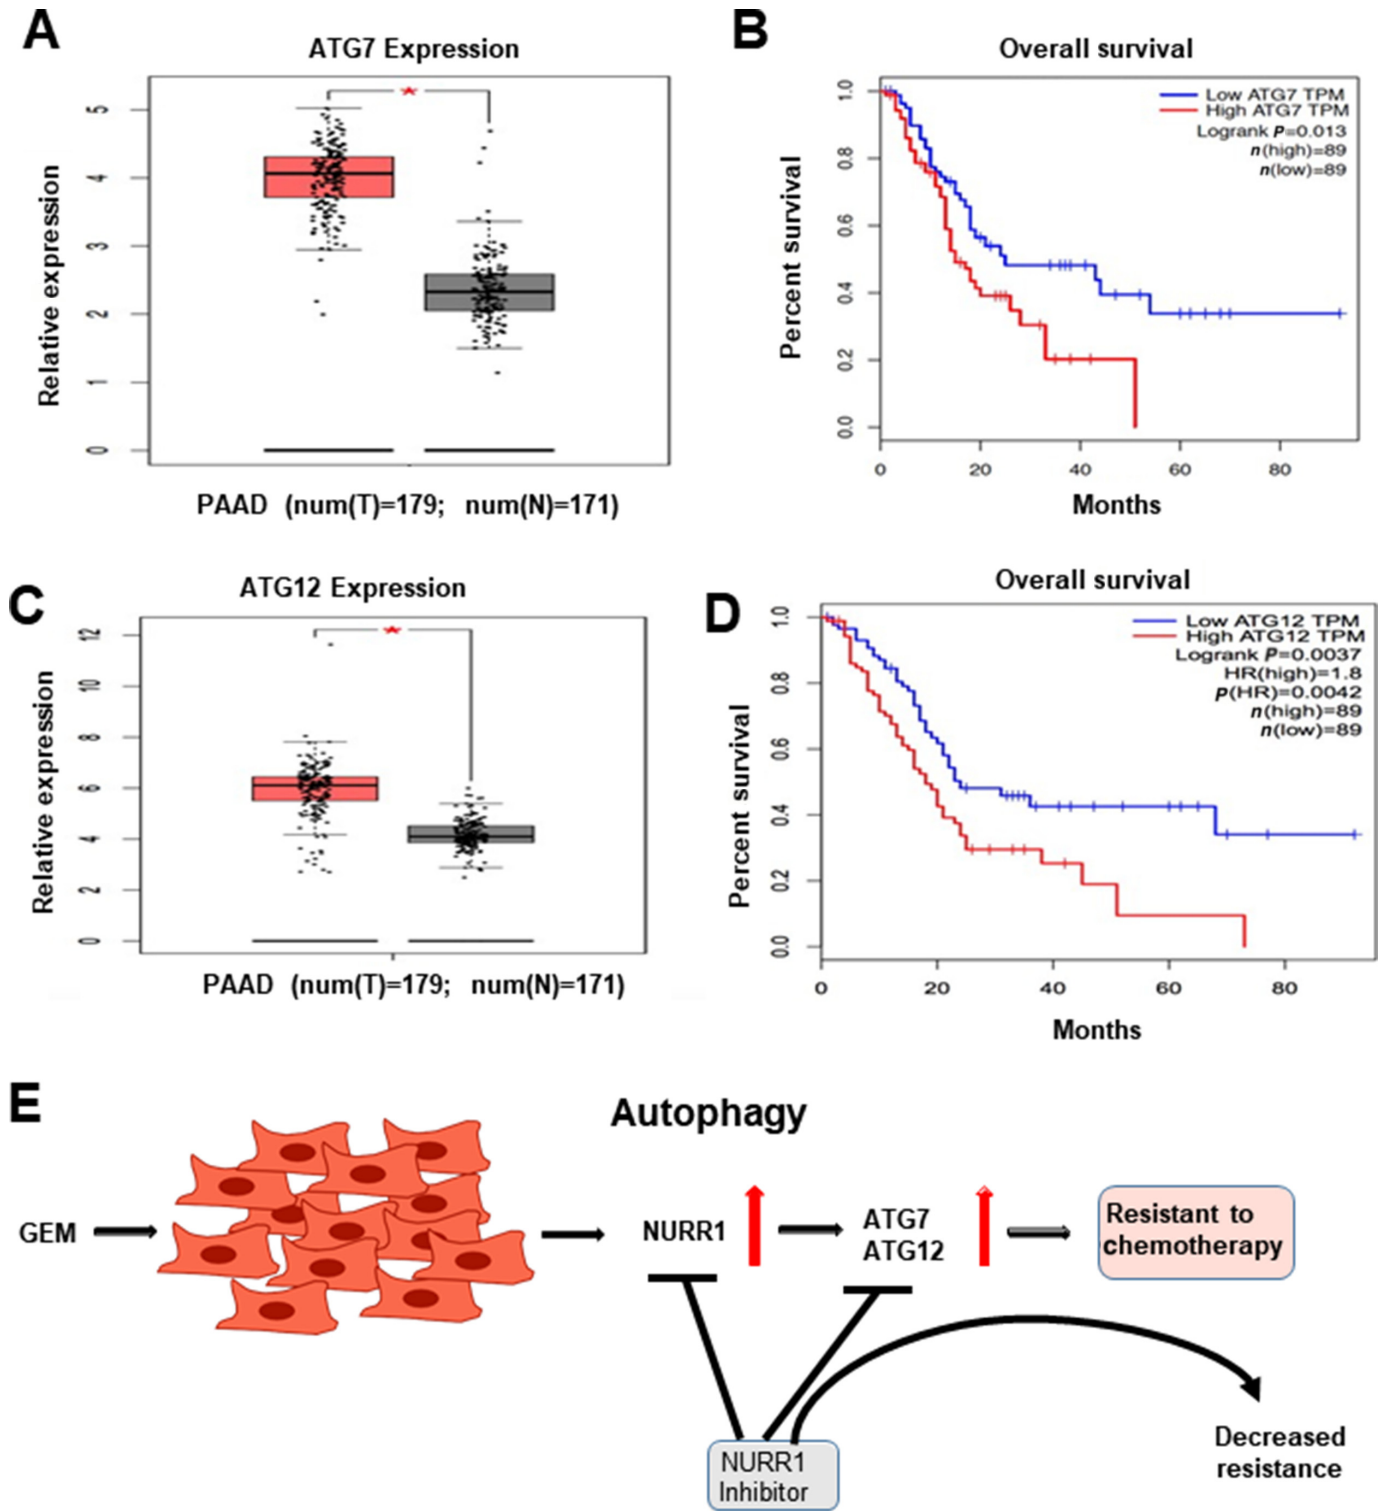 A
ATG7 Expression
Relative expression
5
4
3
2
1
0
PAAD (num(T)=179; num(N)=171)
B
Overall survival
Percent survival
1.0
0.8
0.6
0.4
0.2
0.0
Low ATG7 TPM
High ATG7 TPM
Logrank P=0.013
n(high)=89
n(low)=89
0 20 40 60 80
Months
C
ATG12 Expression
Relative expression
12
10
8
6
4
2
0
PAAD (num(T)=179; num(N)=171)
D
Overall survival
Percent survival
1.0
0.8
0.6
0.4
0.2
0.0
Low ATG12 TPM
High ATG12 TPM
Logrank P=0.0037
HR(high)=1.8
P(HR)=0.0042
n(high)=89
n(low)=89
0 20 40 60 80
Months
E
Autophagy
GEM
NURR1
ATG7
ATG12
Resistant to
chemotherapy
NURR1
Inhibitor
Decreased
resistance